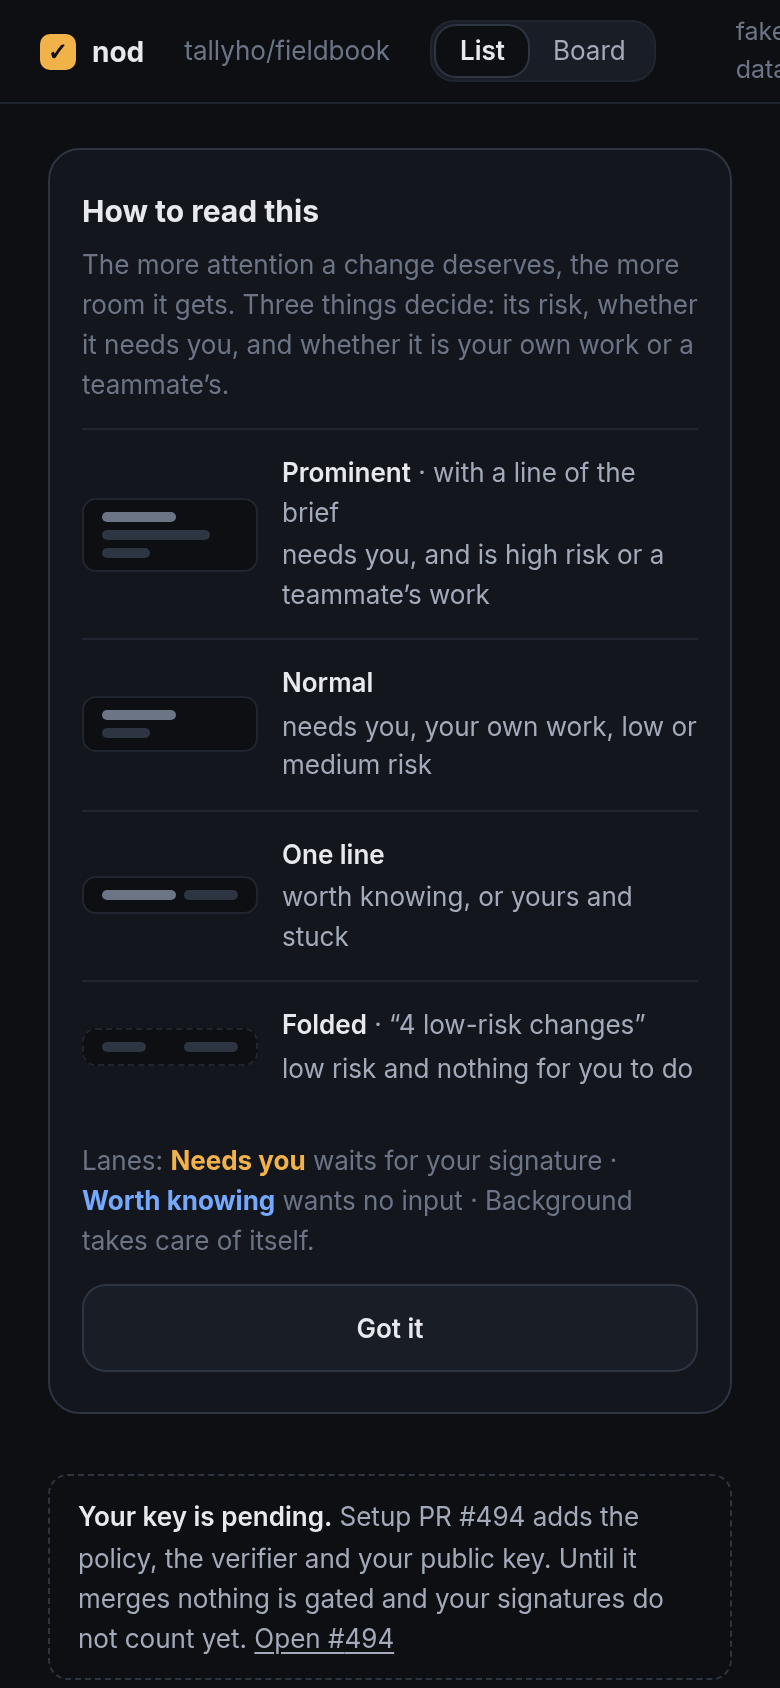 ✓ nod tallyho/fieldbook List Board fake
data
How to read this
The more attention a change deserves, the more
room it gets. Three things decide: its risk, whether
it needs you, and whether it is your own work or a
teammate’s.
Prominent · with a line of the
brief
needs you, and is high risk or a
teammate’s work
Normal
needs you, your own work, low or
medium risk
One line
worth knowing, or yours and
stuck
Folded · “4 low-risk changes”
low risk and nothing for you to do
Lanes: Needs you waits for your signature ·
Worth knowing wants no input · Background
takes care of itself.
Got it
Your key is pending. Setup PR #494 adds the
policy, the verifier and your public key. Until it
merges nothing is gated and your signatures do
not count yet. Open #494